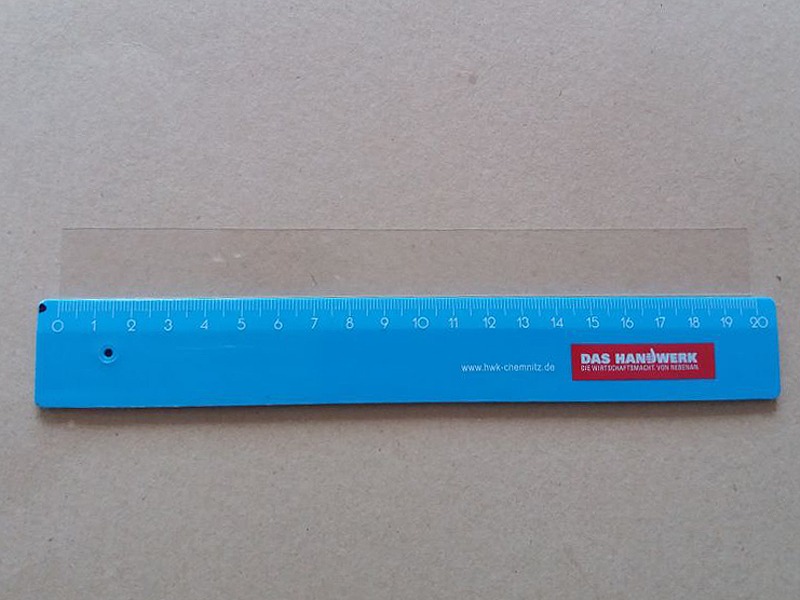 0 1 2 3 4 5 6 7 8 9 10 11 12 13 14 15 16 17 18 19 20
www.hwk-chemnitz.de
DAS HANDWERK
DIE WIRTSCHAFTSMACHT. VON NEBENAN.